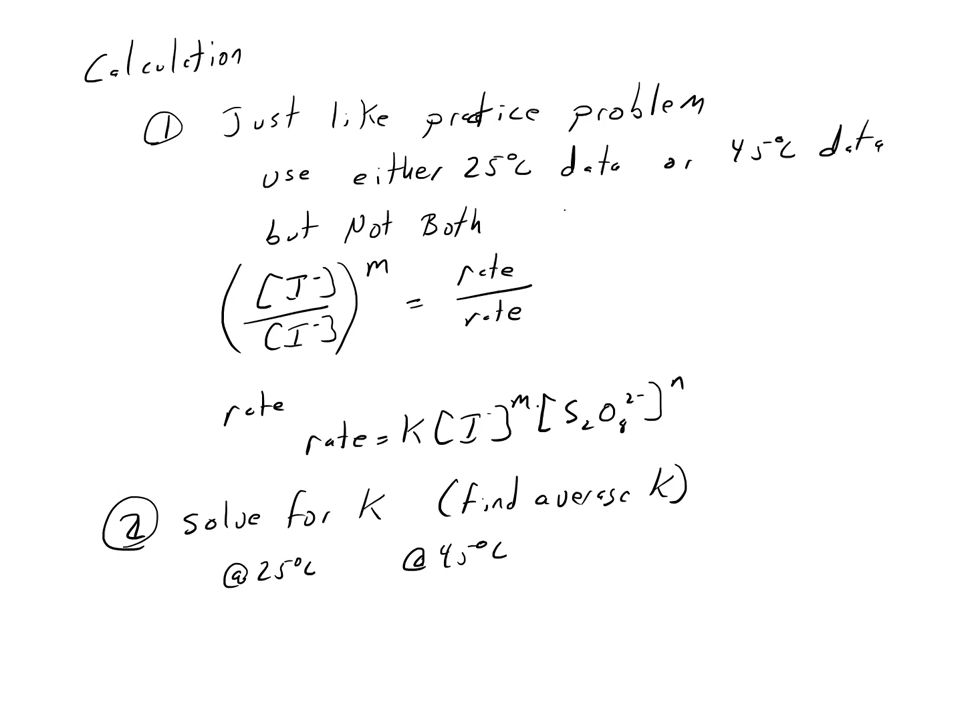 Calculation
① Just like practice problem
use either 25°C data or 45°C data
but Not Both
([I-]/[I-])^m = rate/rate
rate
rate = K[I-]^m [S₂O₈²⁻]^n
② solve for K (find average K)
@25°C @45°C